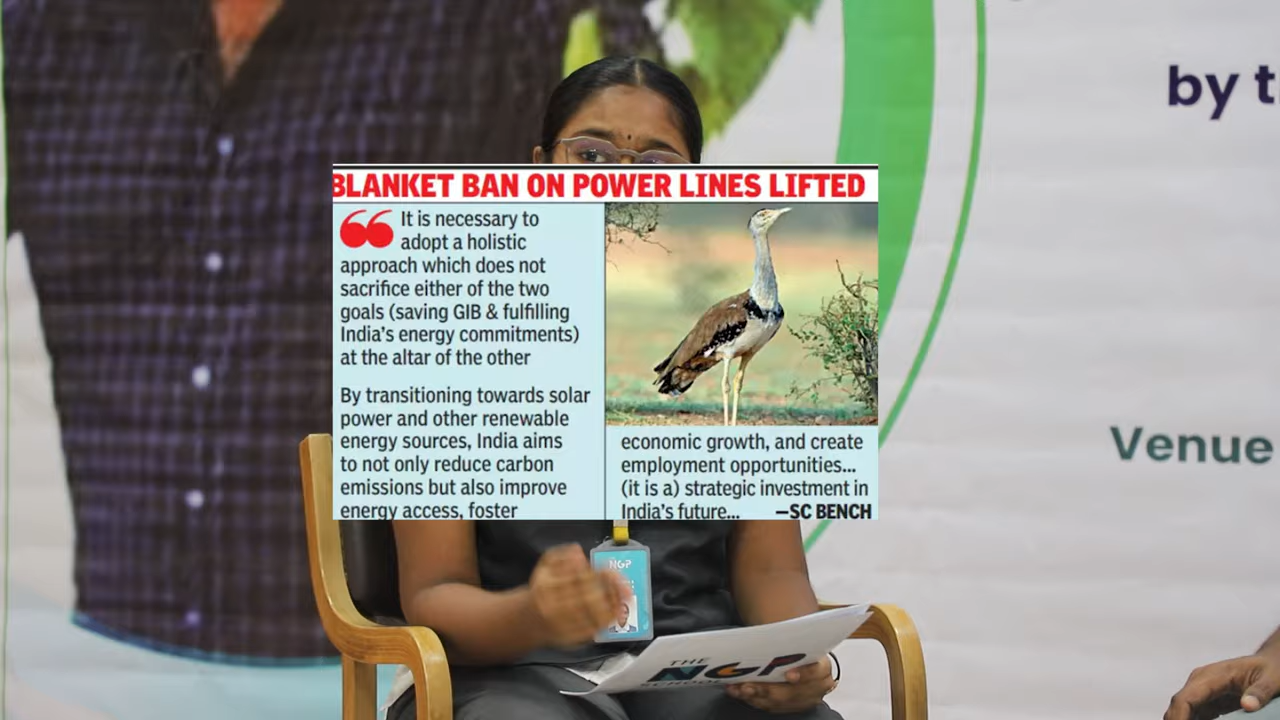 by t
BLANKET BAN ON POWER LINES LIFTED
It is necessary to
adopt a holistic
approach which does not
sacrifice either of the two
goals (saving GIB & fulfilling
India's energy commitments)
at the altar of the other
By transitioning towards solar
power and other renewable
energy sources, India aims
to not only reduce carbon
emissions but also improve
energy access, foster
economic growth, and create
employment opportunities...
(it is a) strategic investment in
India's future... —SC BENCH
Venue
NGP
THE
NGP
SCHOOL